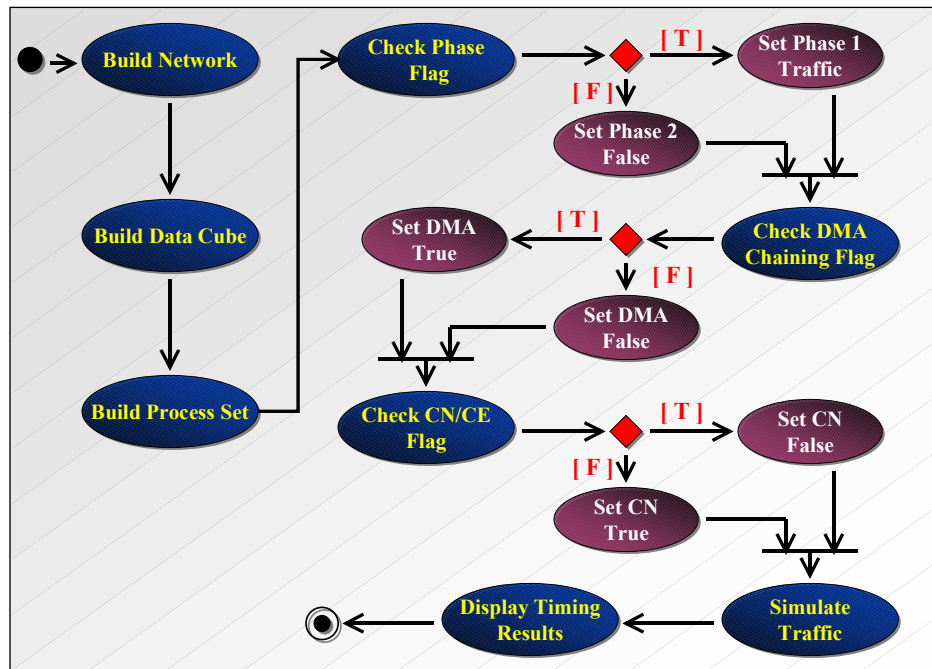 Build Network
Check Phase
Flag
[ T ]
Set Phase 1
Traffic
[ F ]
Set Phase 2
False
Build Data Cube
Set DMA
True
[ T ]
Check DMA
Chaining Flag
[ F ]
Set DMA
False
Build Process Set
Check CN/CE
Flag
[ T ]
Set CN
False
[ F ]
Set CN
True
Display Timing
Results
Simulate
Traffic